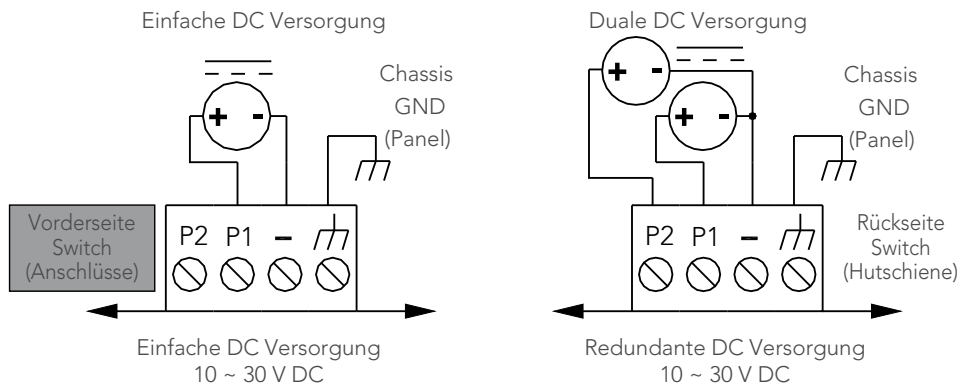 Einfache DC Versorgung
Chassis
GND
(Panel)
+ -
Vorderseite
Switch
(Anschlüsse)
P2 P1 –
Einfache DC Versorgung
10 ~ 30 V DC
Duale DC Versorgung
+ -
+ -
Chassis
GND
(Panel)
P2 P1 –
Rückseite
Switch
(Hutschiene)
Redundante DC Versorgung
10 ~ 30 V DC